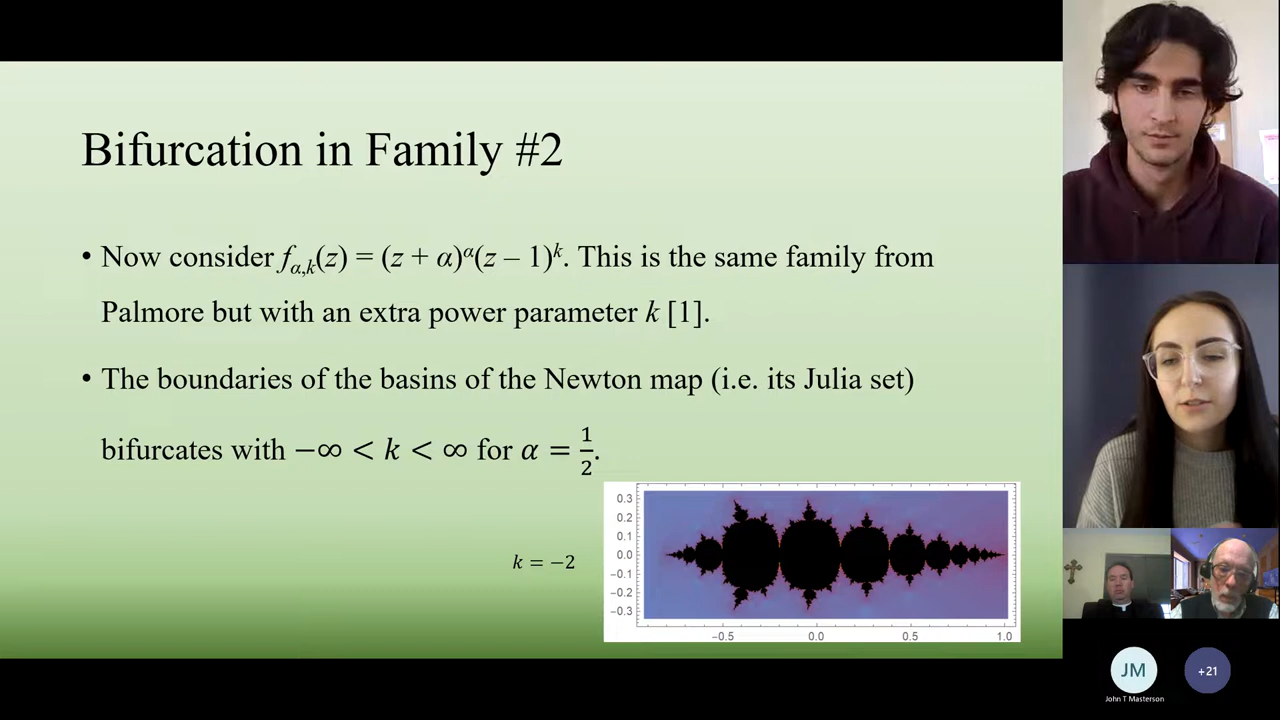 Bifurcation in Family #2
• Now consider fα,k(z) = (z + α)^α(z – 1)^k. This is the same family from
Palmore but with an extra power parameter k [1].
• The boundaries of the basins of the Newton map (i.e. its Julia set)
bifurcates with −∞ < k < ∞ for α = 1/2.
k = −2
0.3
0.2
0.1
0.0
−0.1
−0.2
−0.3
−0.5 0.0 0.5 1.0
JM
+21
John T Masterson